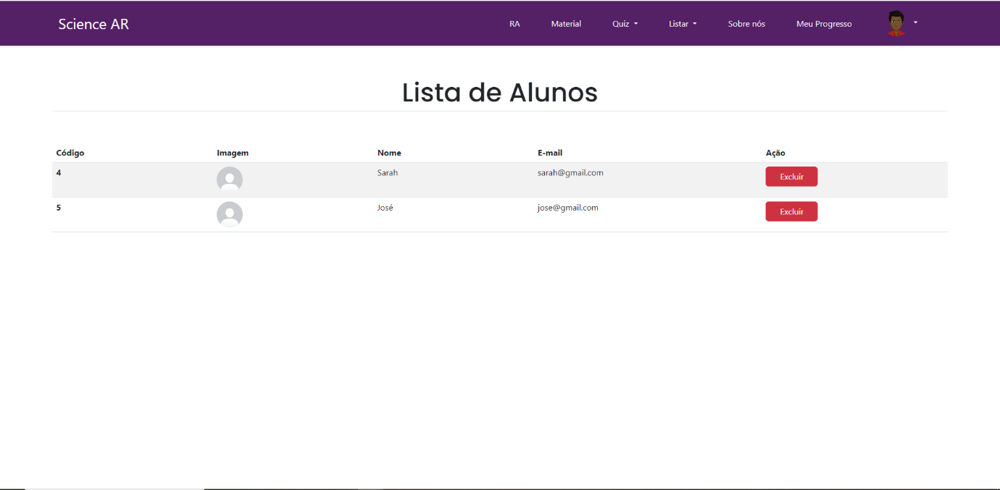 Science AR RA Material Quiz Listar Sobre nós Meu Progresso
Lista de Alunos
Código Imagem Nome E-mail Ação
4 Sarah sarah@gmail.com Excluir
5 José jose@gmail.com Excluir